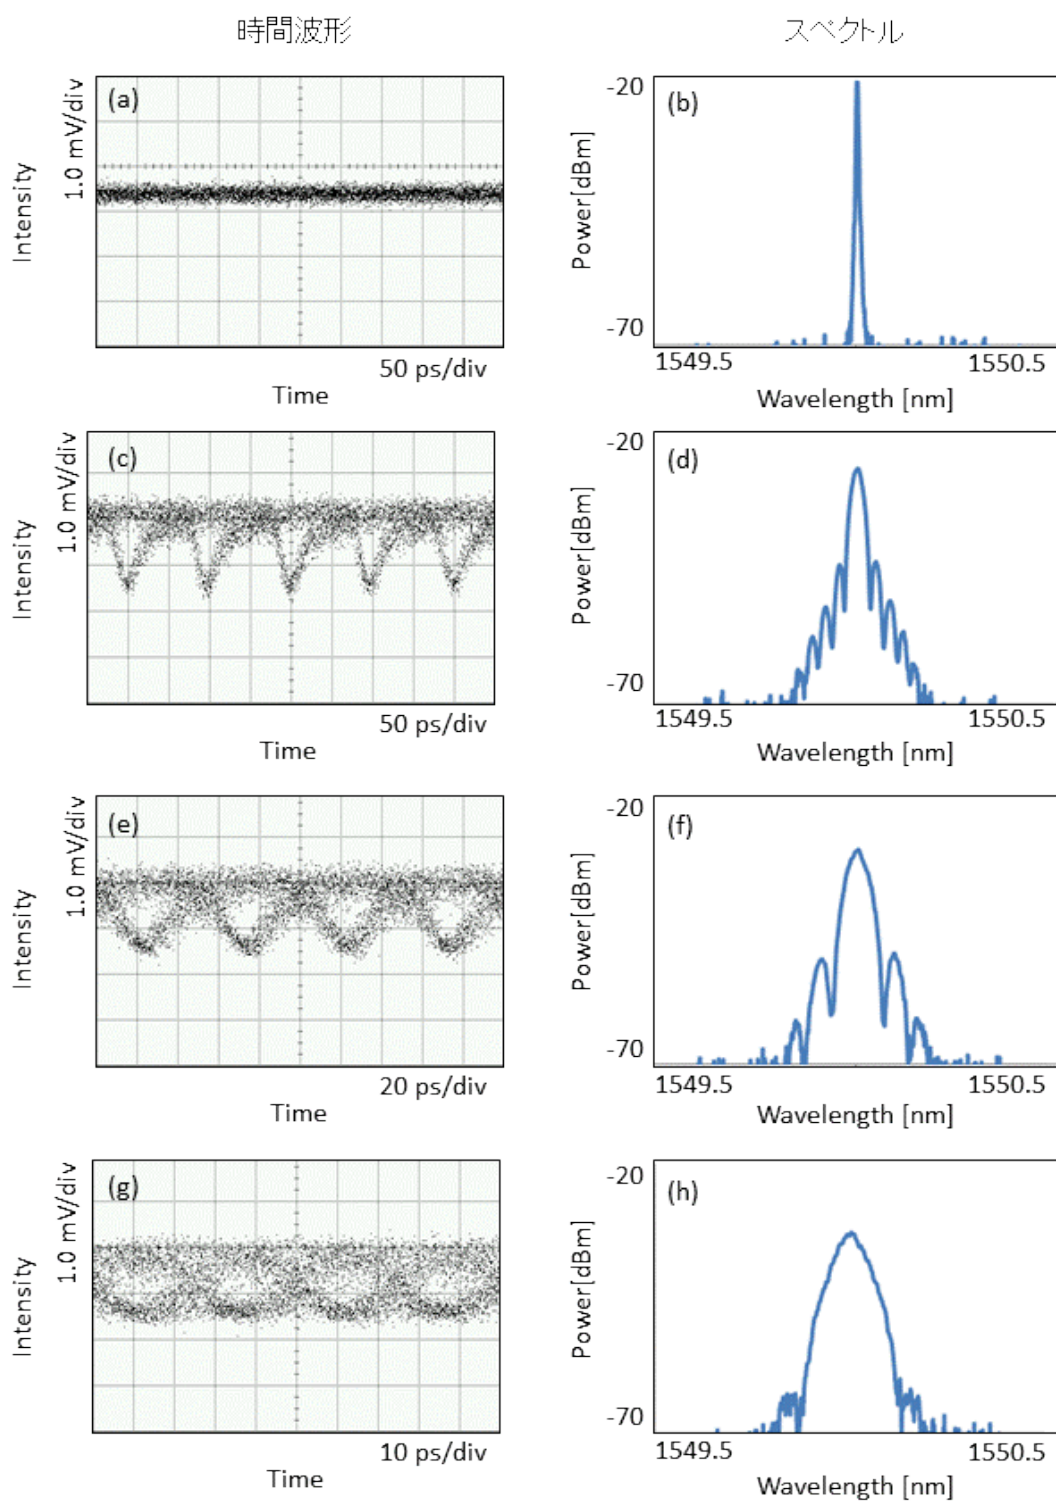 時間波形
スペクトル
(a)
1.0 mV/div
Intensity
50 ps/div
Time
(b)
-20
Power[dBm]
-70
1549.5
1550.5
Wavelength [nm]
(c)
1.0 mV/div
Intensity
50 ps/div
Time
(d)
-20
Power[dBm]
-70
1549.5
1550.5
Wavelength [nm]
(e)
1.0 mV/div
Intensity
20 ps/div
Time
(f)
-20
Power[dBm]
-70
1549.5
1550.5
Wavelength [nm]
(g)
1.0 mV/div
Intensity
10 ps/div
Time
(h)
-20
Power[dBm]
-70
1549.5
1550.5
Wavelength [nm]